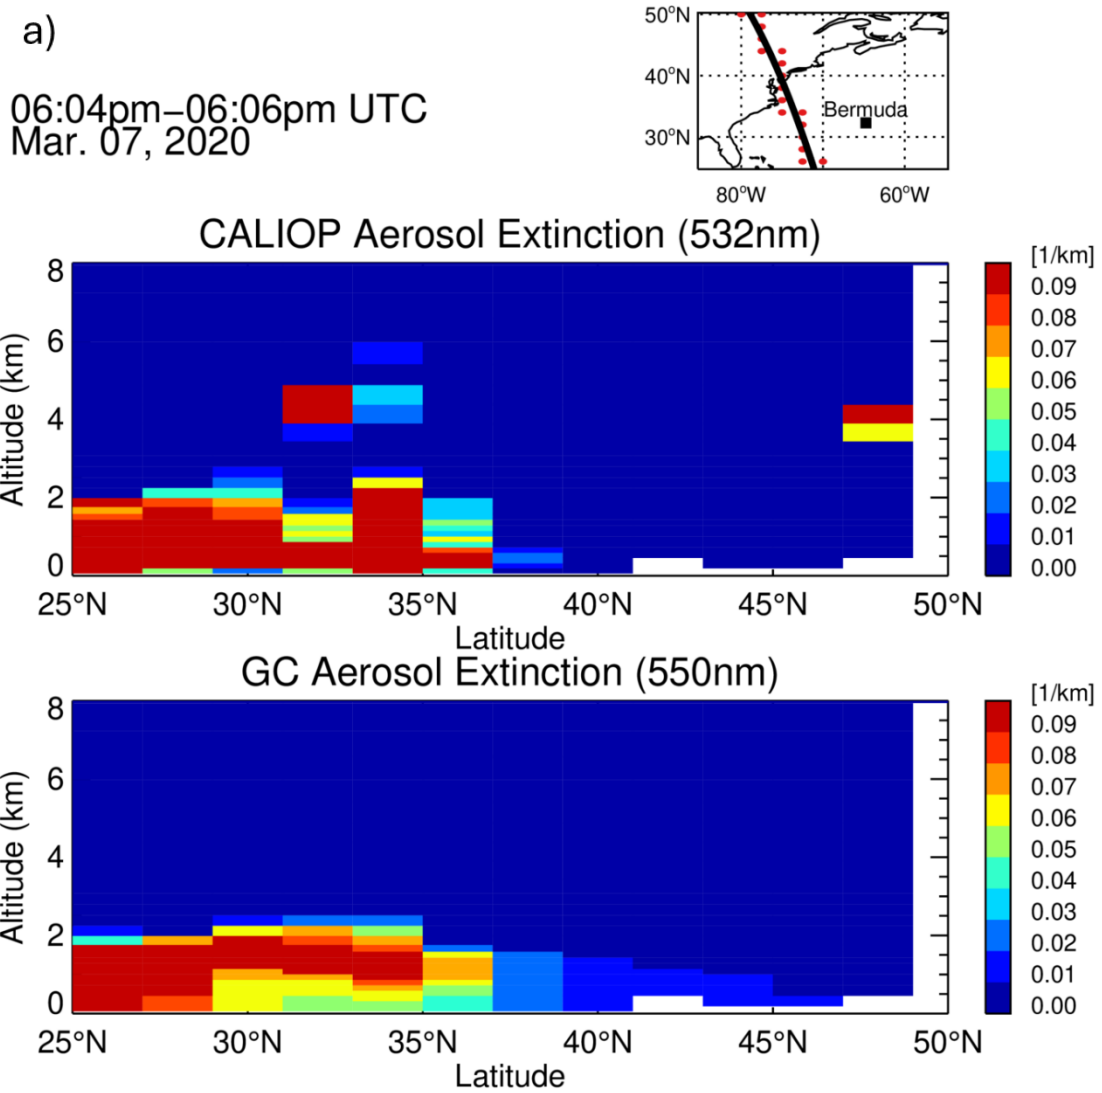 a)
06:04pm–06:06pm UTC
Mar. 07, 2020
50°N
40°N
30°N
Bermuda
80°W 60°W
CALIOP Aerosol Extinction (532nm)
[1/km]
8
6
4
2
0
Altitude (km)
0.09
0.08
0.07
0.06
0.05
0.04
0.03
0.02
0.01
0.00
25°N 30°N 35°N 40°N 45°N 50°N
Latitude
GC Aerosol Extinction (550nm)
[1/km]
8
6
4
2
0
Altitude (km)
0.09
0.08
0.07
0.06
0.05
0.04
0.03
0.02
0.01
0.00
25°N 30°N 35°N 40°N 45°N 50°N
Latitude